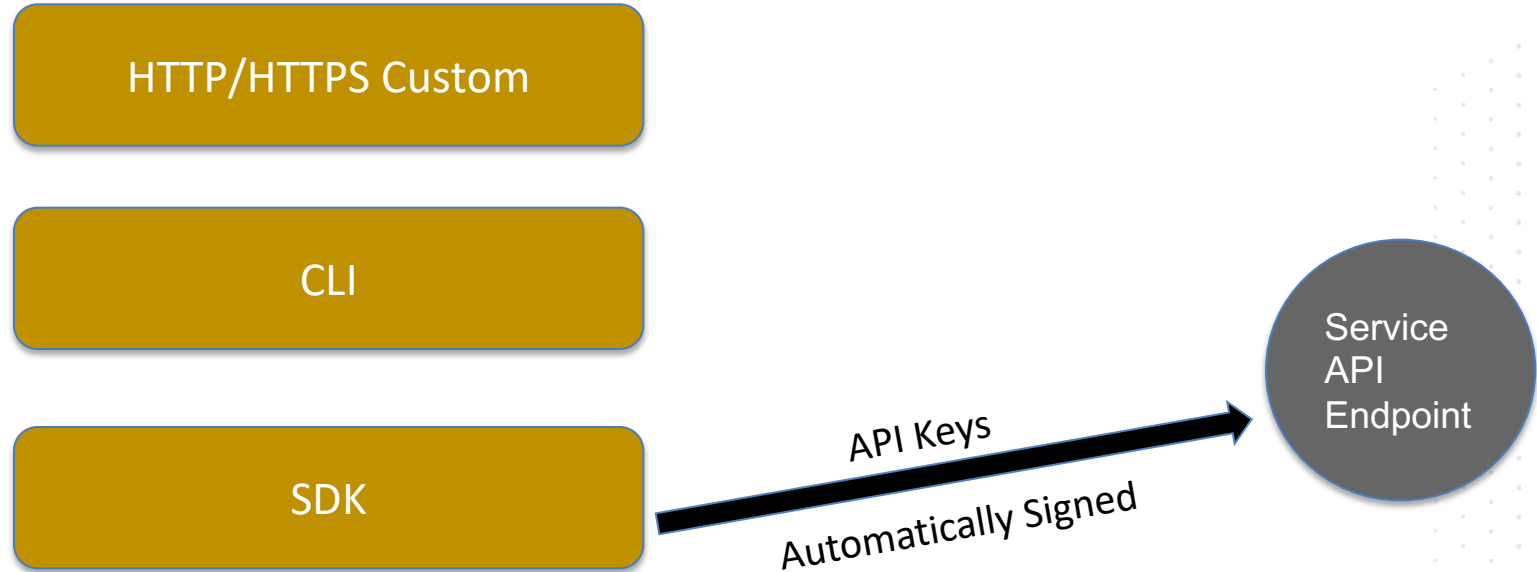 HTTP/HTTPS Custom
CLI
SDK
API Keys
Automatically Signed
Service
API
Endpoint